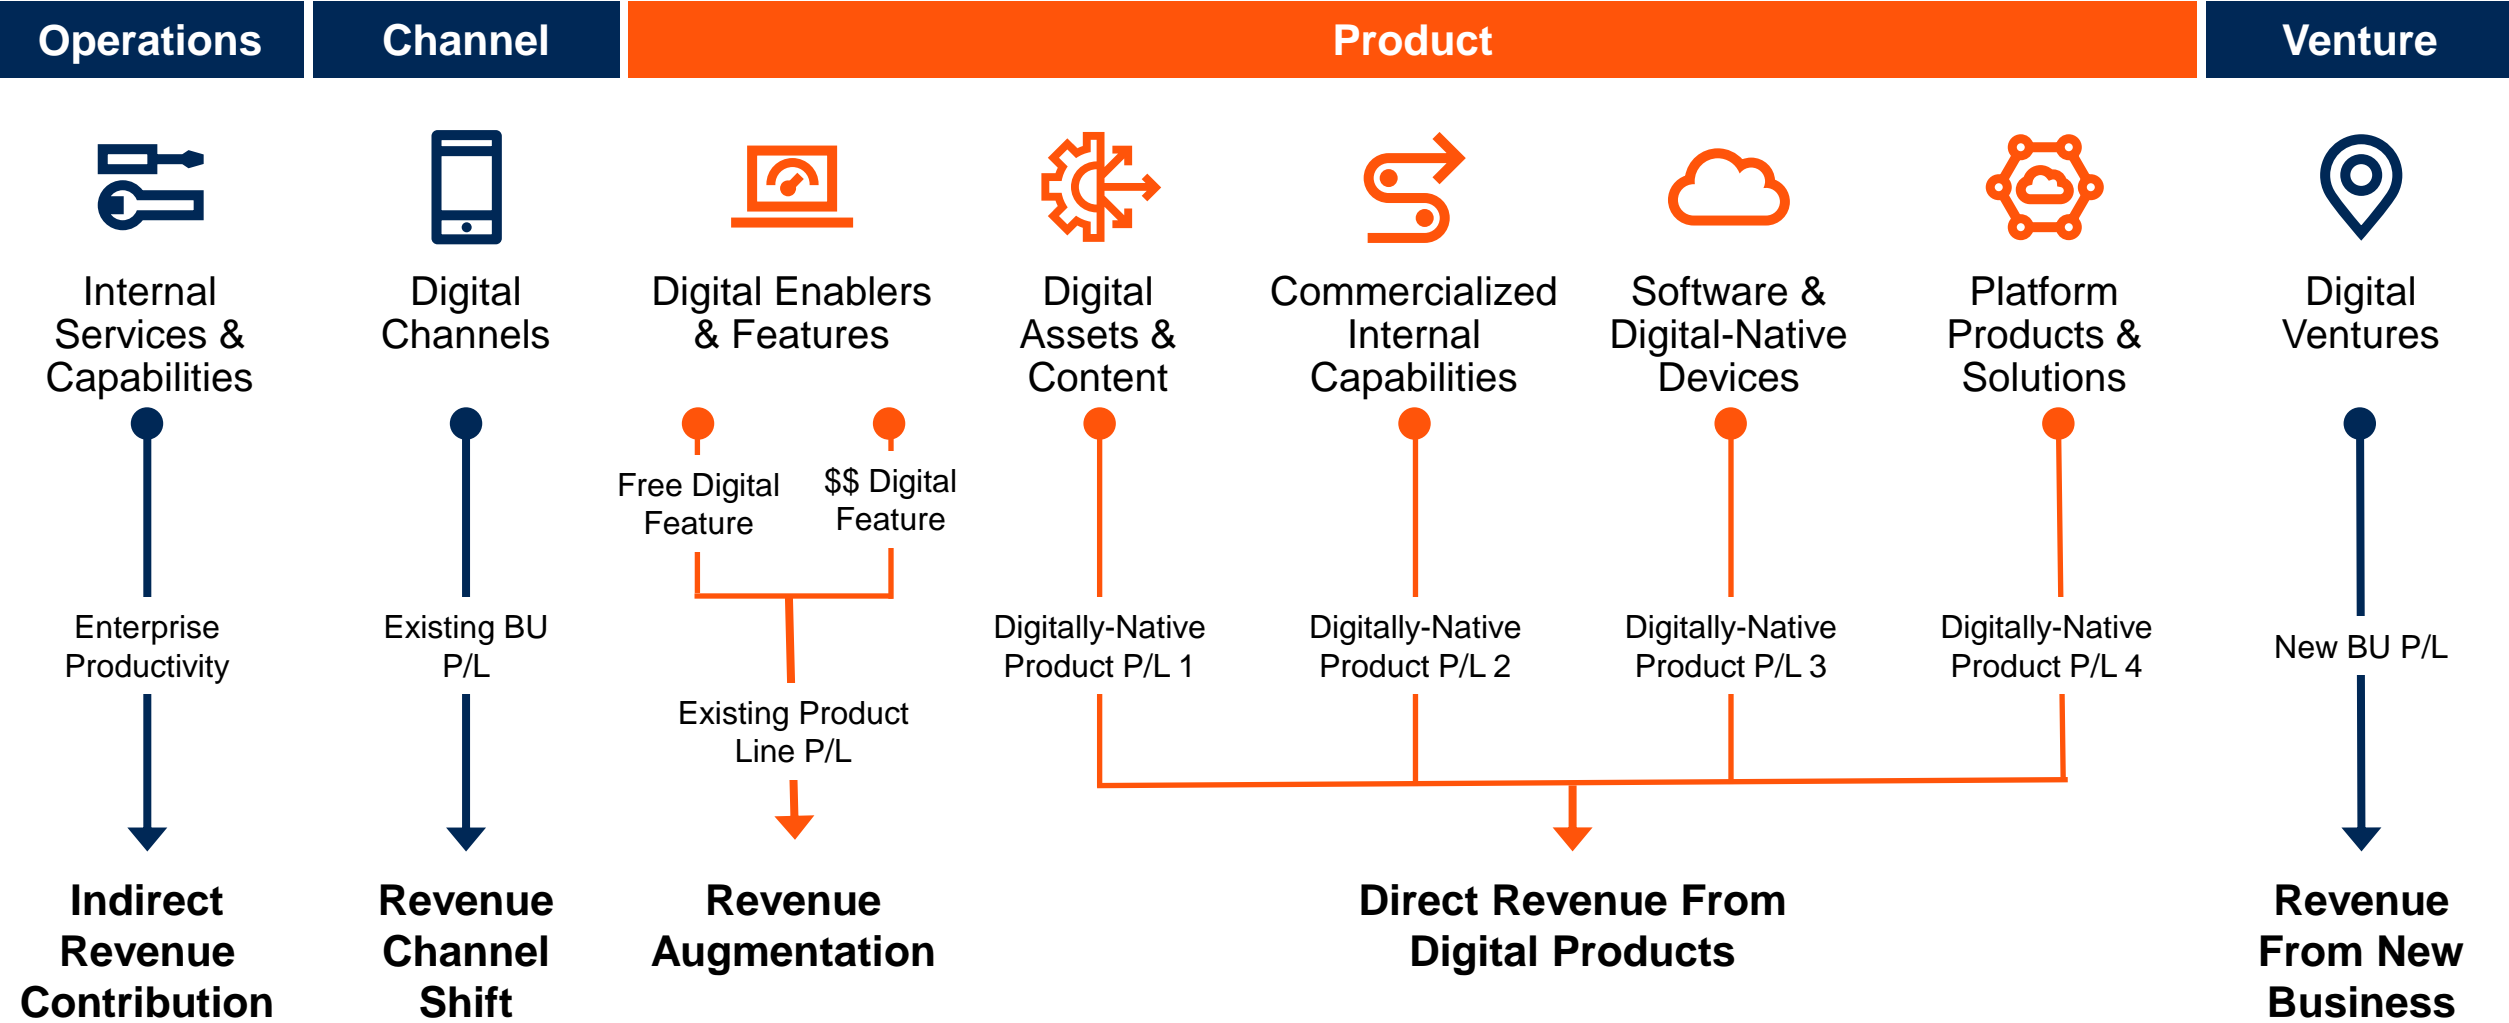 Operations
Channel
Product
Venture
Internal
Services &
Capabilities
Digital
Channels
Digital Enablers
& Features
Digital
Assets &
Content
Commercialized
Internal
Capabilities
Software &
Digital-Native
Devices
Platform
Products &
Solutions
Digital
Ventures
Free Digital
Feature
$$ Digital
Feature
Enterprise
Productivity
Existing BU
P/L
Existing Product
Line P/L
Digitally-Native
Product P/L 1
Digitally-Native
Product P/L 2
Digitally-Native
Product P/L 3
Digitally-Native
Product P/L 4
New BU P/L
Indirect
Revenue
Contribution
Revenue
Channel
Shift
Revenue
Augmentation
Direct Revenue From
Digital Products
Revenue
From New
Business